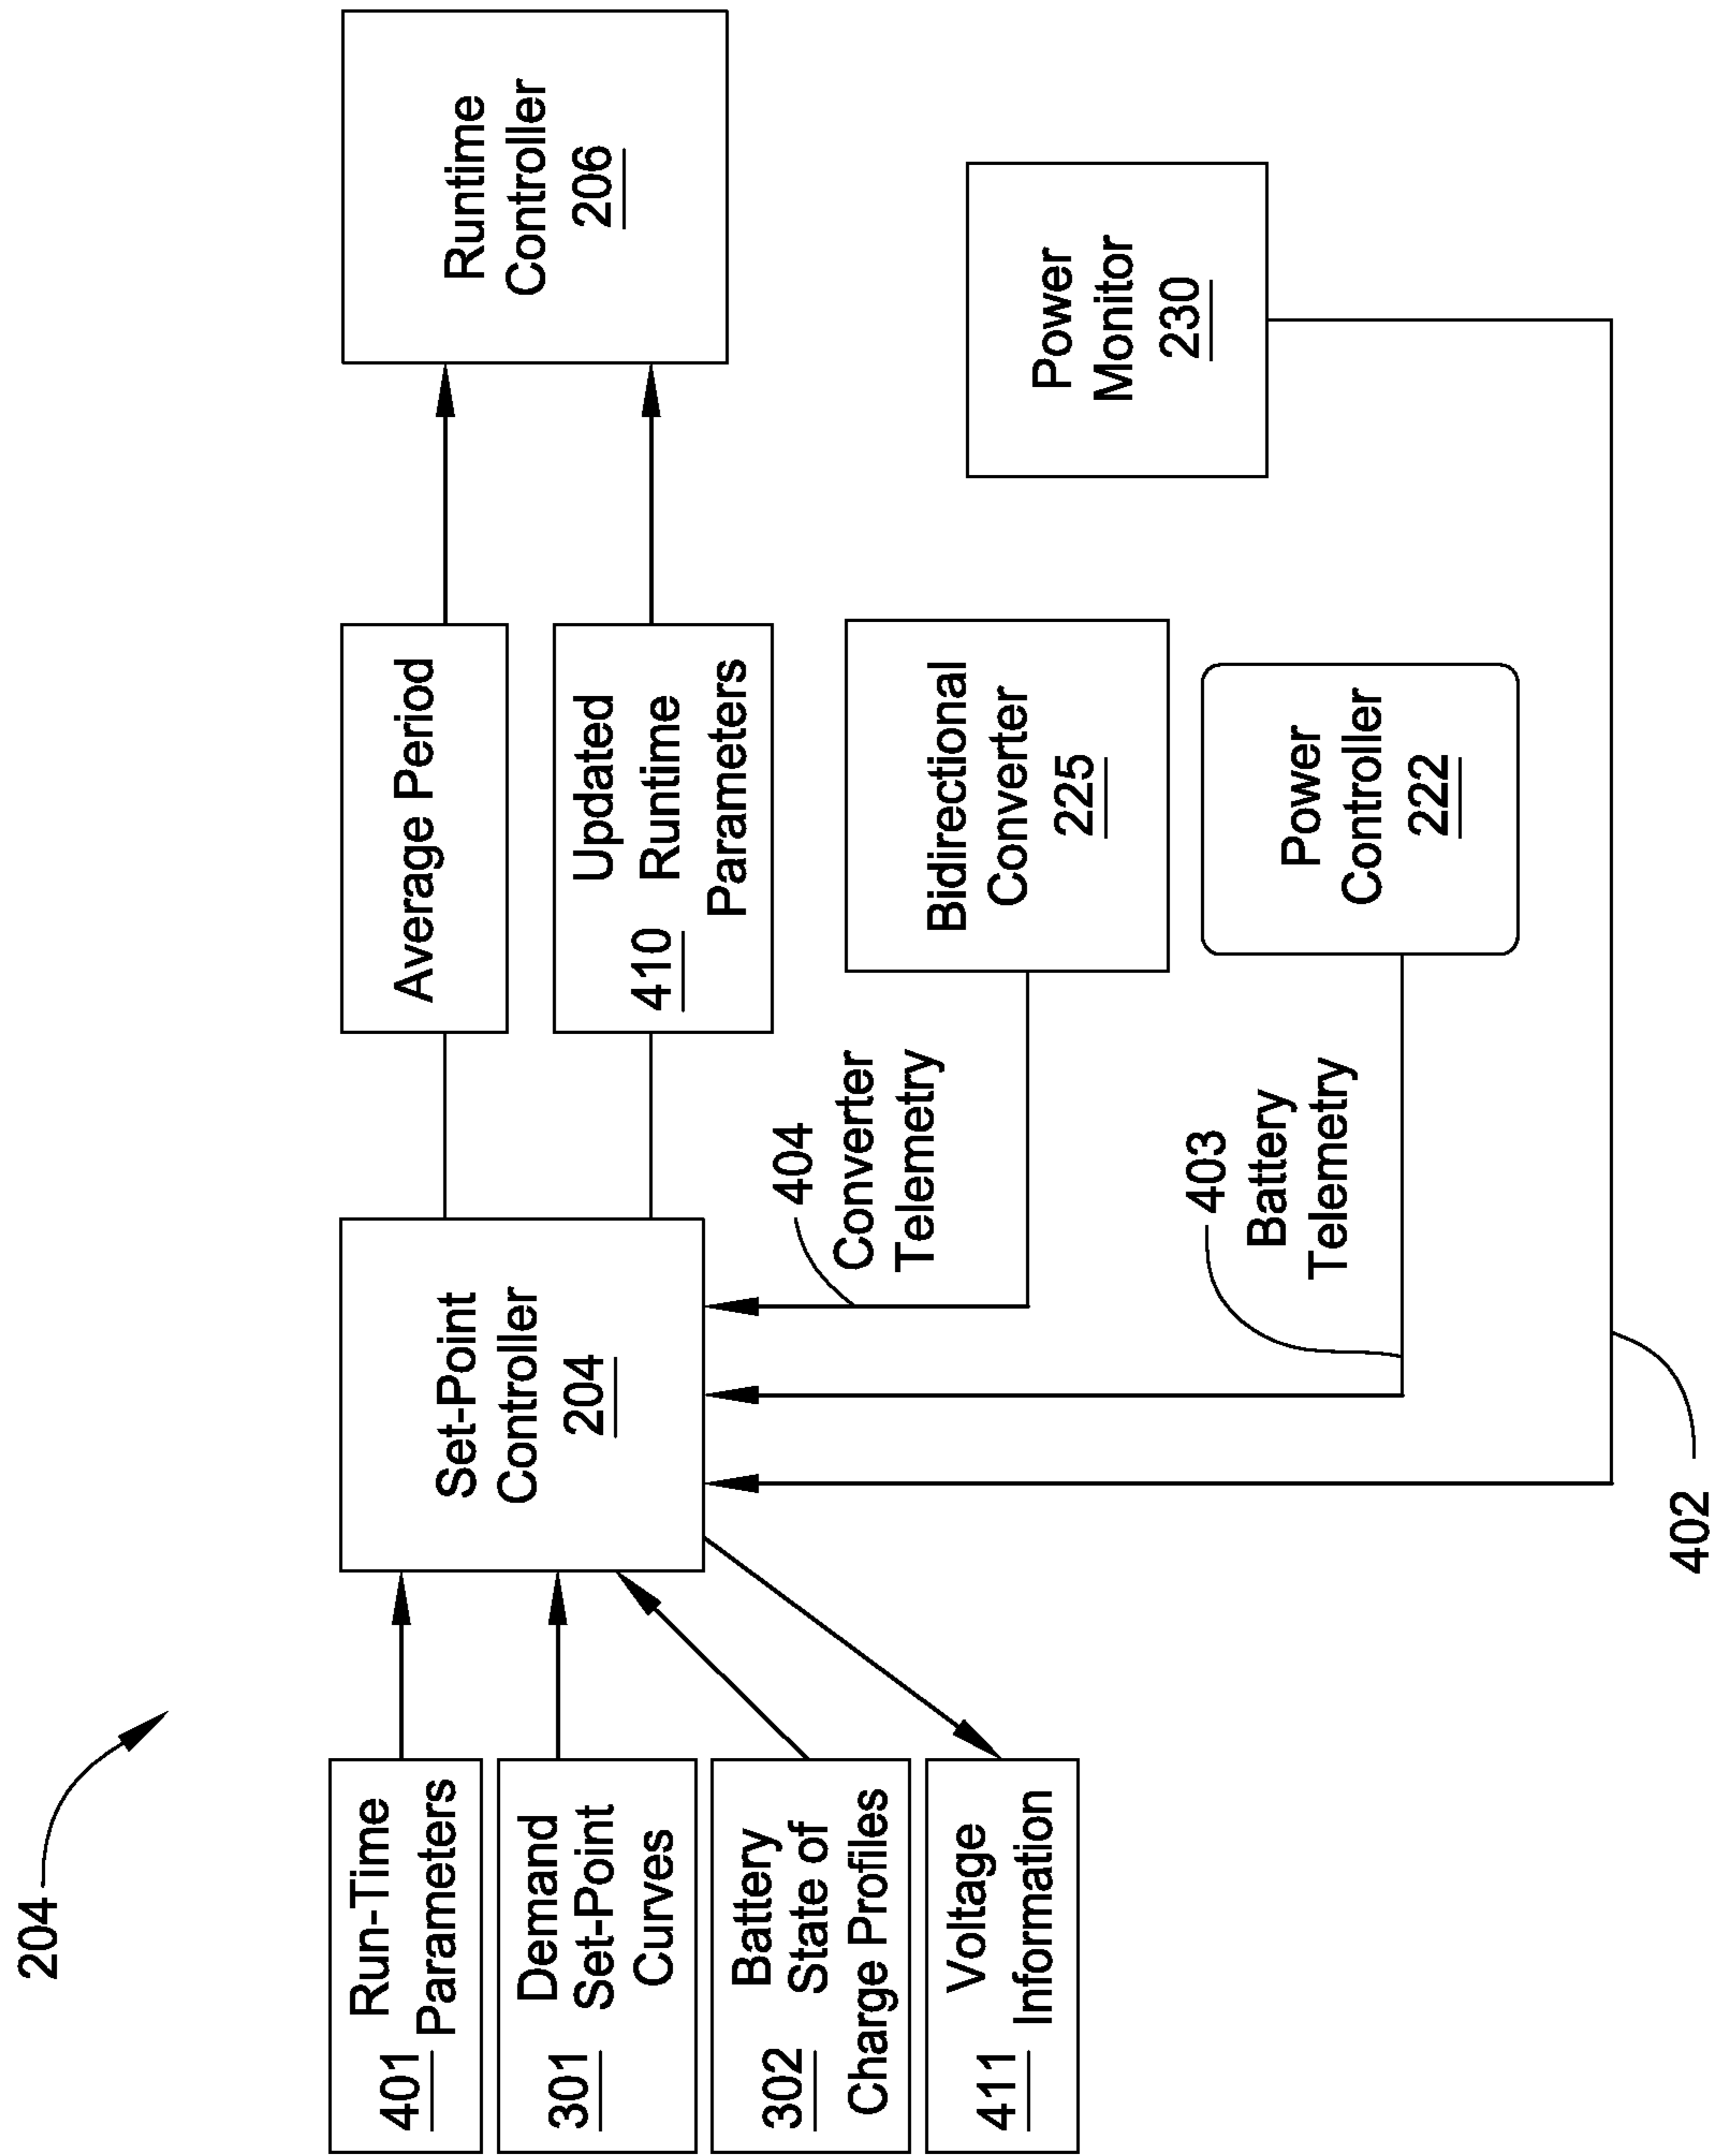 204
401
Run-Time
Parameters
301
Demand
Set-Point
Curves
302
Battery
State of
Charge Profiles
411
Voltage
Information
Set-Point
Controller
204
Average Period
410
Updated
Runtime
Parameters
Runtime
Controller
206
404
Converter
Telemetry
Bidirectional
Converter
225
403
Battery
Telemetry
Power
Controller
222
Power
Monitor
230
402